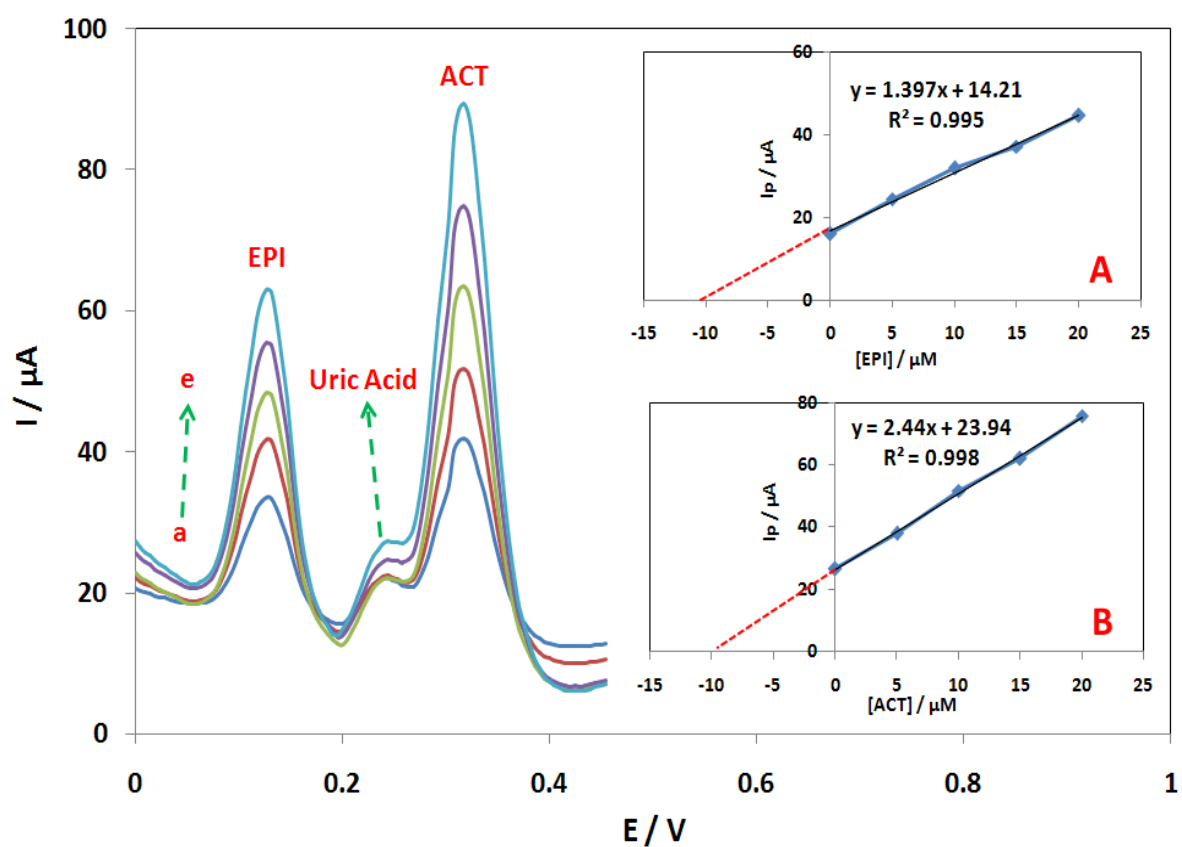 100
80
60
40
20
0
I / µA
0
0.2
0.4
0.6
0.8
1
E / V
EPI
Uric Acid
ACT
e
a
60
40
20
0
Ip / µA
y = 1.397x + 14.21
R² = 0.995
A
-15
-10
-5
0
5
10
15
20
25
[EPI] / µM
80
60
40
20
0
Ip / µA
y = 2.44x + 23.94
R² = 0.998
B
-15
-10
-5
0
5
10
15
20
25
[ACT] / µM